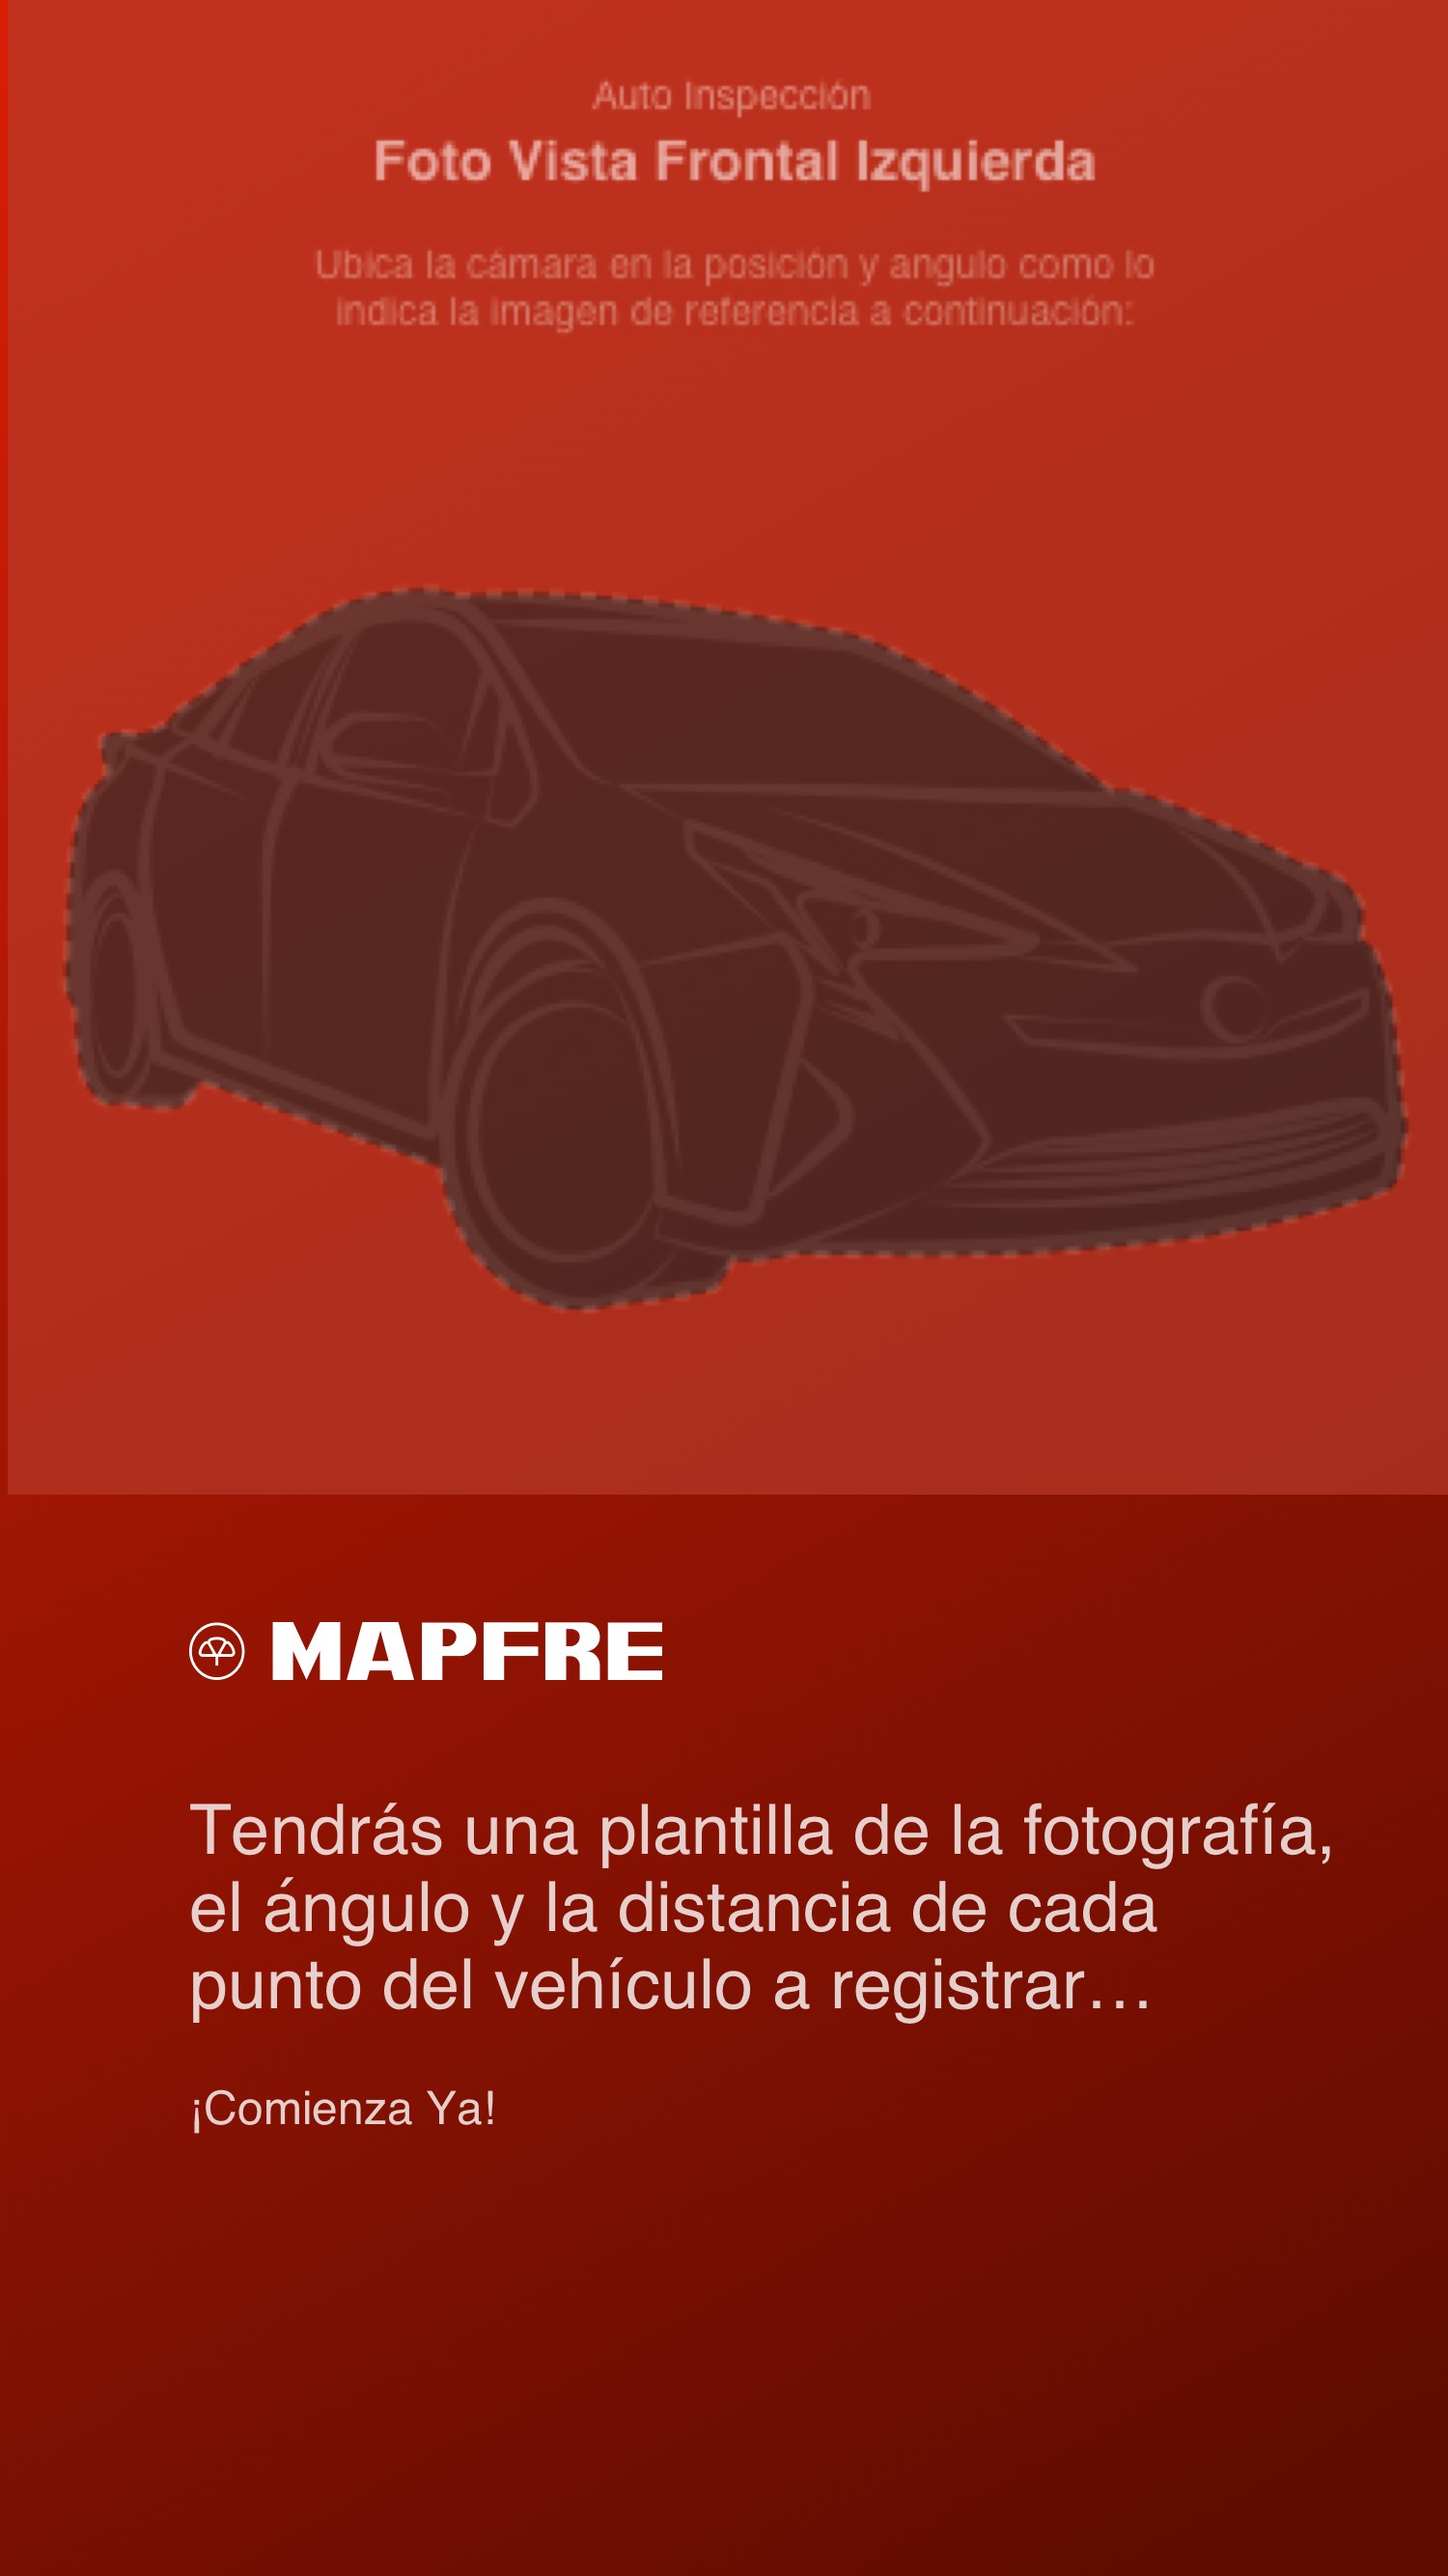 Auto Inspección
Foto Vista Frontal Izquierda
Ubica la cámara en la posición y angulo como lo
indica la imagen de referencia a continuación:
MAPFRE
Tendrás una plantilla de la fotografía,
el ángulo y la distancia de cada
punto del vehículo a registrar...
¡Comienza Ya!